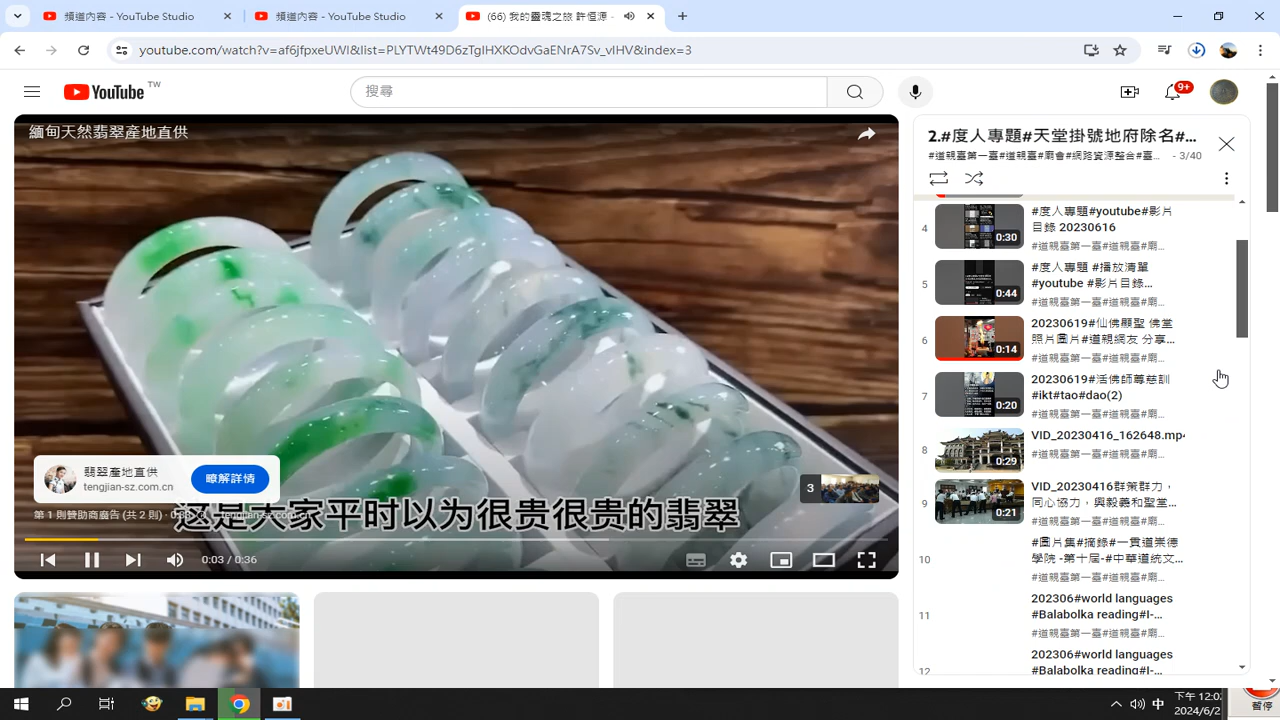 頻道內容 - YouTube Studio
頻道內容 - YouTube Studio
(66) 我的靈魂之旅 許恒源 -
youtube.com/watch?v=af6jfpxeUWI&list=PLYTWt49D6zTgIHXKOdvGaENrA7Sv_vlHV&index=3
YouTube TW
搜尋
9+
緬甸天然翡翠產地直供
翡翠產地直供
tengjian-sz.com.cn
瞭解詳情
家平时以为很贵很贵的翡翠
第 1 則贊助商廣告 (共 2 則)
3
0:03 / 0:36
2.#度人專題#天堂掛號地府除名#...
#道親臺第一臺#道親臺#廟會#網路資源整合#臺... - 3/40
4
0:30
#度人專題#youtube#影片
目錄 20230616
#道親臺第一臺#道親臺#廟...
5
0:44
#度人專題 #播放清單
#youtube #影片目錄...
#道親臺第一臺#道親臺#廟...
6
0:14
20230619#仙佛顯聖 佛堂
照片圖片#道親網友 分享...
#道親臺第一臺#道親臺#廟...
7
0:20
20230619#活佛師尊慈訓
#ikt#tao#dao(2)
#道親臺第一臺#道親臺#廟...
8
0:29
VID_20230416_162648.mp4
#道親臺第一臺#道親臺#廟...
9
0:21
VID_20230416群策群力，
同心協力，興毅義和聖堂...
#道親臺第一臺#道親臺#廟...
10
#圖片集#摘錄#一貫道崇德
學院 -第十屆-#中華道統文...
#道親臺第一臺#道親臺#廟...
11
202306#world languages
#Balabolka reading#I-...
#道親臺第一臺#道親臺#廟...
12
202306#world languages
#Balabolka reading#I-...
中
下午 12:02
2024/6/2
暫停